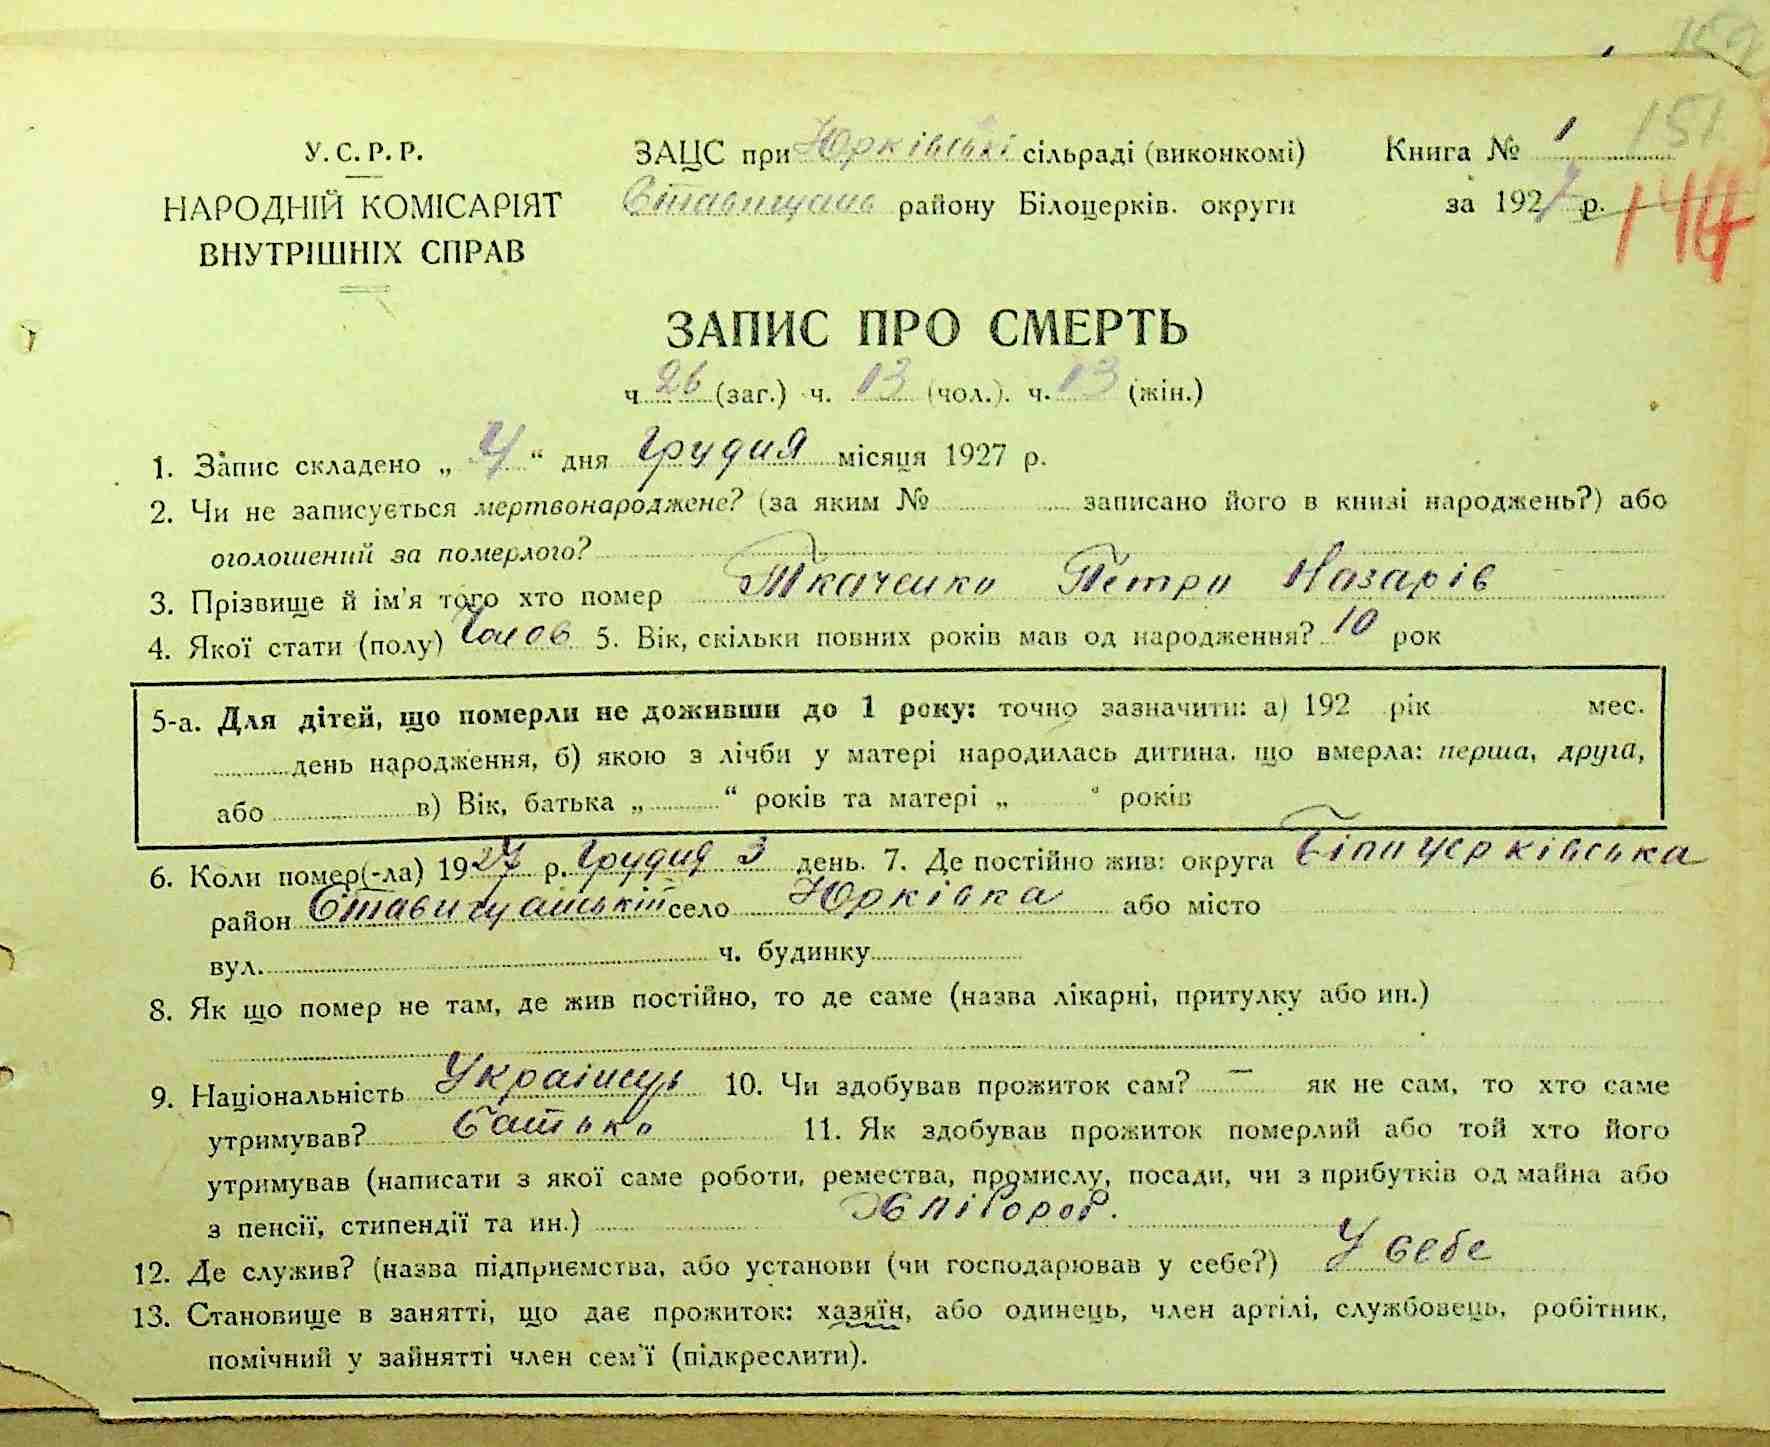 159
У.С.Р.Р.
НАРОДНІЙ КОМІСАРІЯТ
ВНУТРІШНІХ СПРАВ
ЗАЦС при Юрківскі сільраді (виконкомі)
Ставищань району Білоцерків. округи
Книга № 1 151
за 1927 р. 144
ЗАПИС ПРО СМЕРТЬ
ч 26 (заг.) ч. 13 (чол.). ч. 13 (жін.)
1. Запис складено „ 4 “ дня Грудня місяця 1927 р.
2. Чи не записується мертвонароджене? (за яким № записано його в книзі народжень?) або
оголошений за померлого?
3. Прізвище й ім'я того хто помер Ткаченко Петро Назарів
4. Якої стати (полу) Чолов 5. Вік, скільки повних років мав од народження? 10 рок
5-а. Для дітей, що померли не доживши до 1 року: точно зазначити: а) 192 рік мес.
день народження, б) якою з лічби у матері народилась дитина. що вмерла: перша, друга,
або в) Вік, батька „ “ років та матері „ “ років
6. Коли помер(-ла) 1927 р. Грудня 3 день. 7. Де постійно жив: округа Білоцерківська
район Ставищанській село Юрківка або місто
вул. ч. будинку
8. Як що помер не там, де жив постійно, то де саме (назва лікарні, притулку або ин.)
9. Національність Українець 10. Чи здобував прожиток сам? — як не сам, то хто саме
утримував? батько 11. Як здобував прожиток померлий або той хто його
утримував (написати з якої саме роботи, ремества, промислу, посади, чи з прибутків од майна або
з пенсії, стипендії та ин.) Хлібороб.
12. Де служив? (назва підприємства, або установи (чи господарював у себе?) У себе
13. Становище в занятті, що дає прожиток: хазяїн, або одинець, член артілі, службовець, робітник,
помічний у зайнятті член сем'ї (підкреслити).